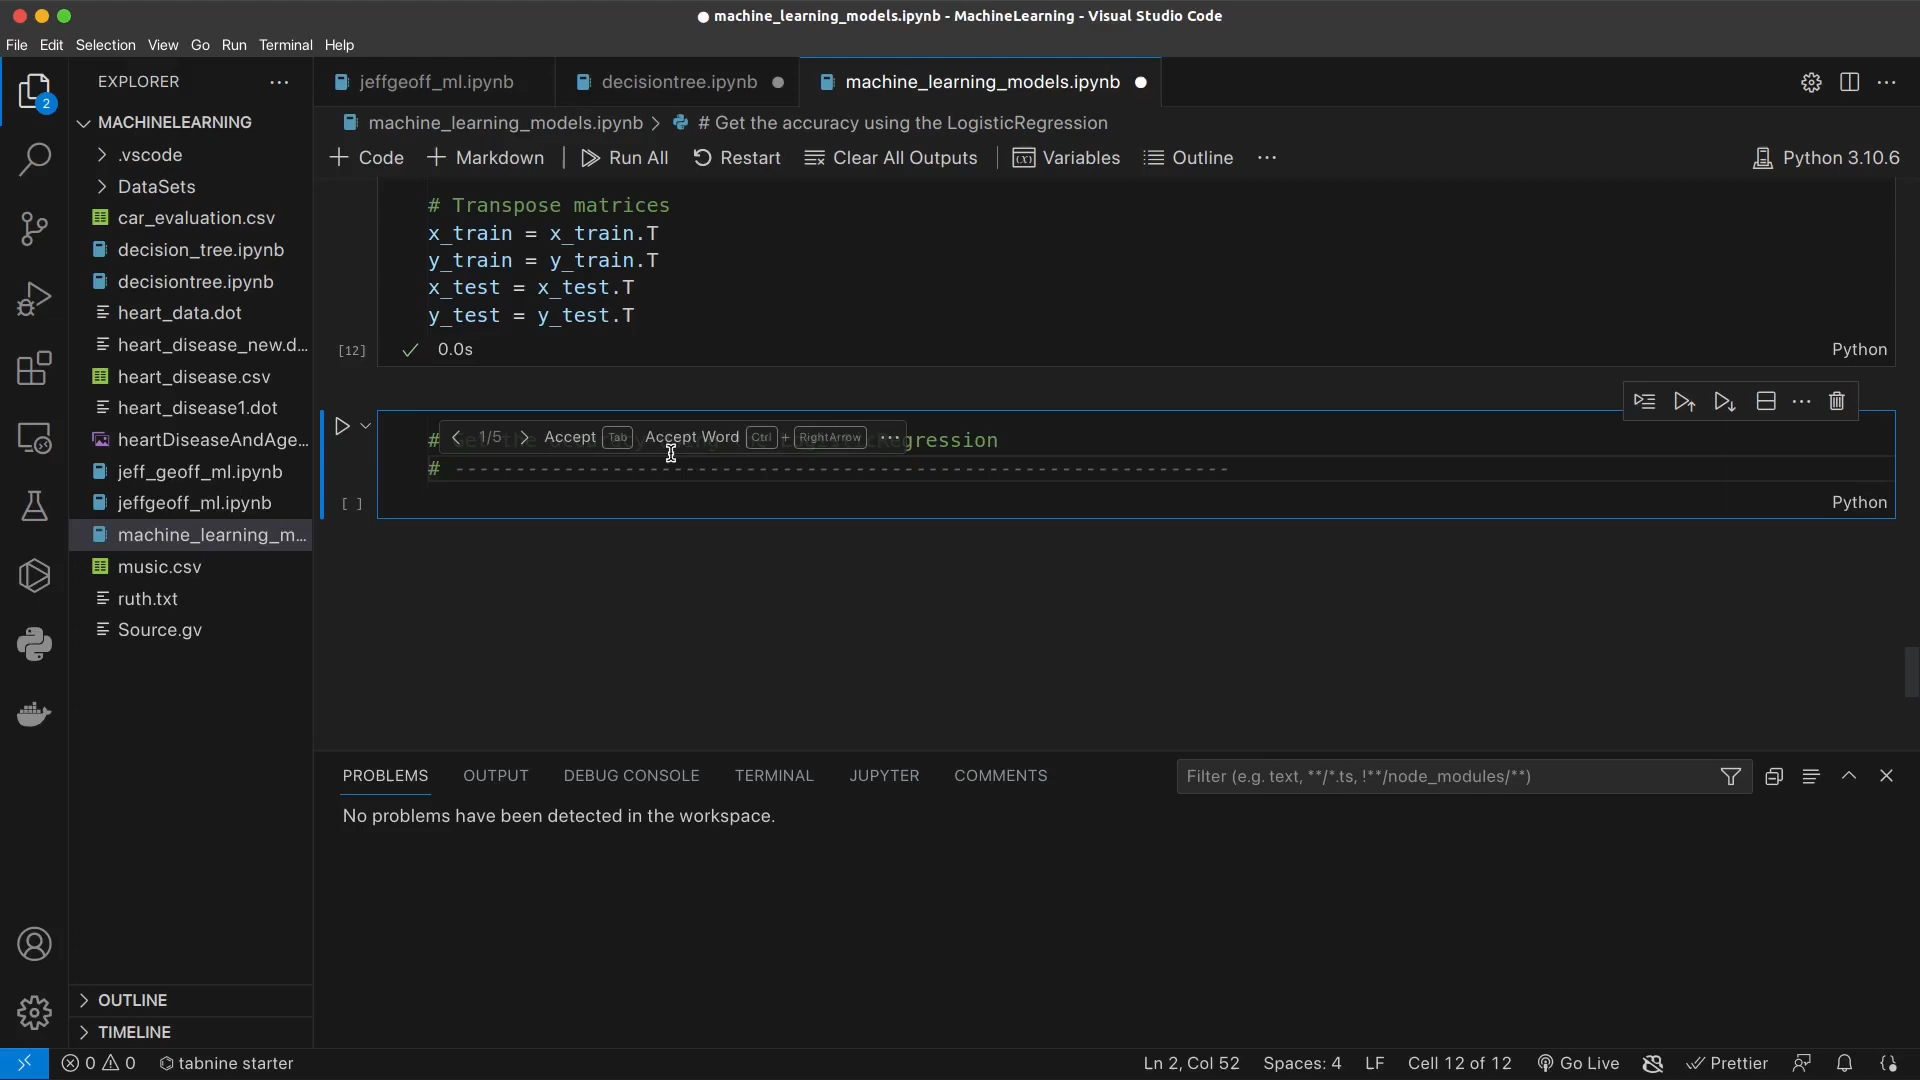 machine_learning_models.ipynb - MachineLearning - Visual Studio Code
File Edit Selection View Go Run Terminal Help
EXPLORER
2
MACHINELEARNING
.vscode
DataSets
car_evaluation.csv
decision_tree.ipynb
decisiontree.ipynb
heart_data.dot
heart_disease_new.d...
heart_disease.csv
heart_disease1.dot
heartDiseaseAndAge...
jeff_geoff_ml.ipynb
jeffgeoff_ml.ipynb
machine_learning_m...
music.csv
ruth.txt
Source.gv
OUTLINE
TIMELINE
jeffgeoff_ml.ipynb decisiontree.ipynb machine_learning_models.ipynb
machine_learning_models.ipynb > # Get the accuracy using the LogisticRegression
+ Code + Markdown Run All Restart Clear All Outputs Variables Outline ... Python 3.10.6
# Transpose matrices
x_train = x_train.T
y_train = y_train.T
x_test = x_test.T
y_test = y_test.T
[12] 0.0s Python
< 1/5 > Accept Tab Accept Word Ctrl + RightArrow ...
# gression
# ----------------------------------------------------------------
[ ] Python
PROBLEMS OUTPUT DEBUG CONSOLE TERMINAL JUPYTER COMMENTS
Filter (e.g. text, **/*.ts, !**/node_modules/**)
No problems have been detected in the workspace.
0 0 tabnine starter Ln 2, Col 52 Spaces: 4 LF Cell 12 of 12 Go Live Prettier